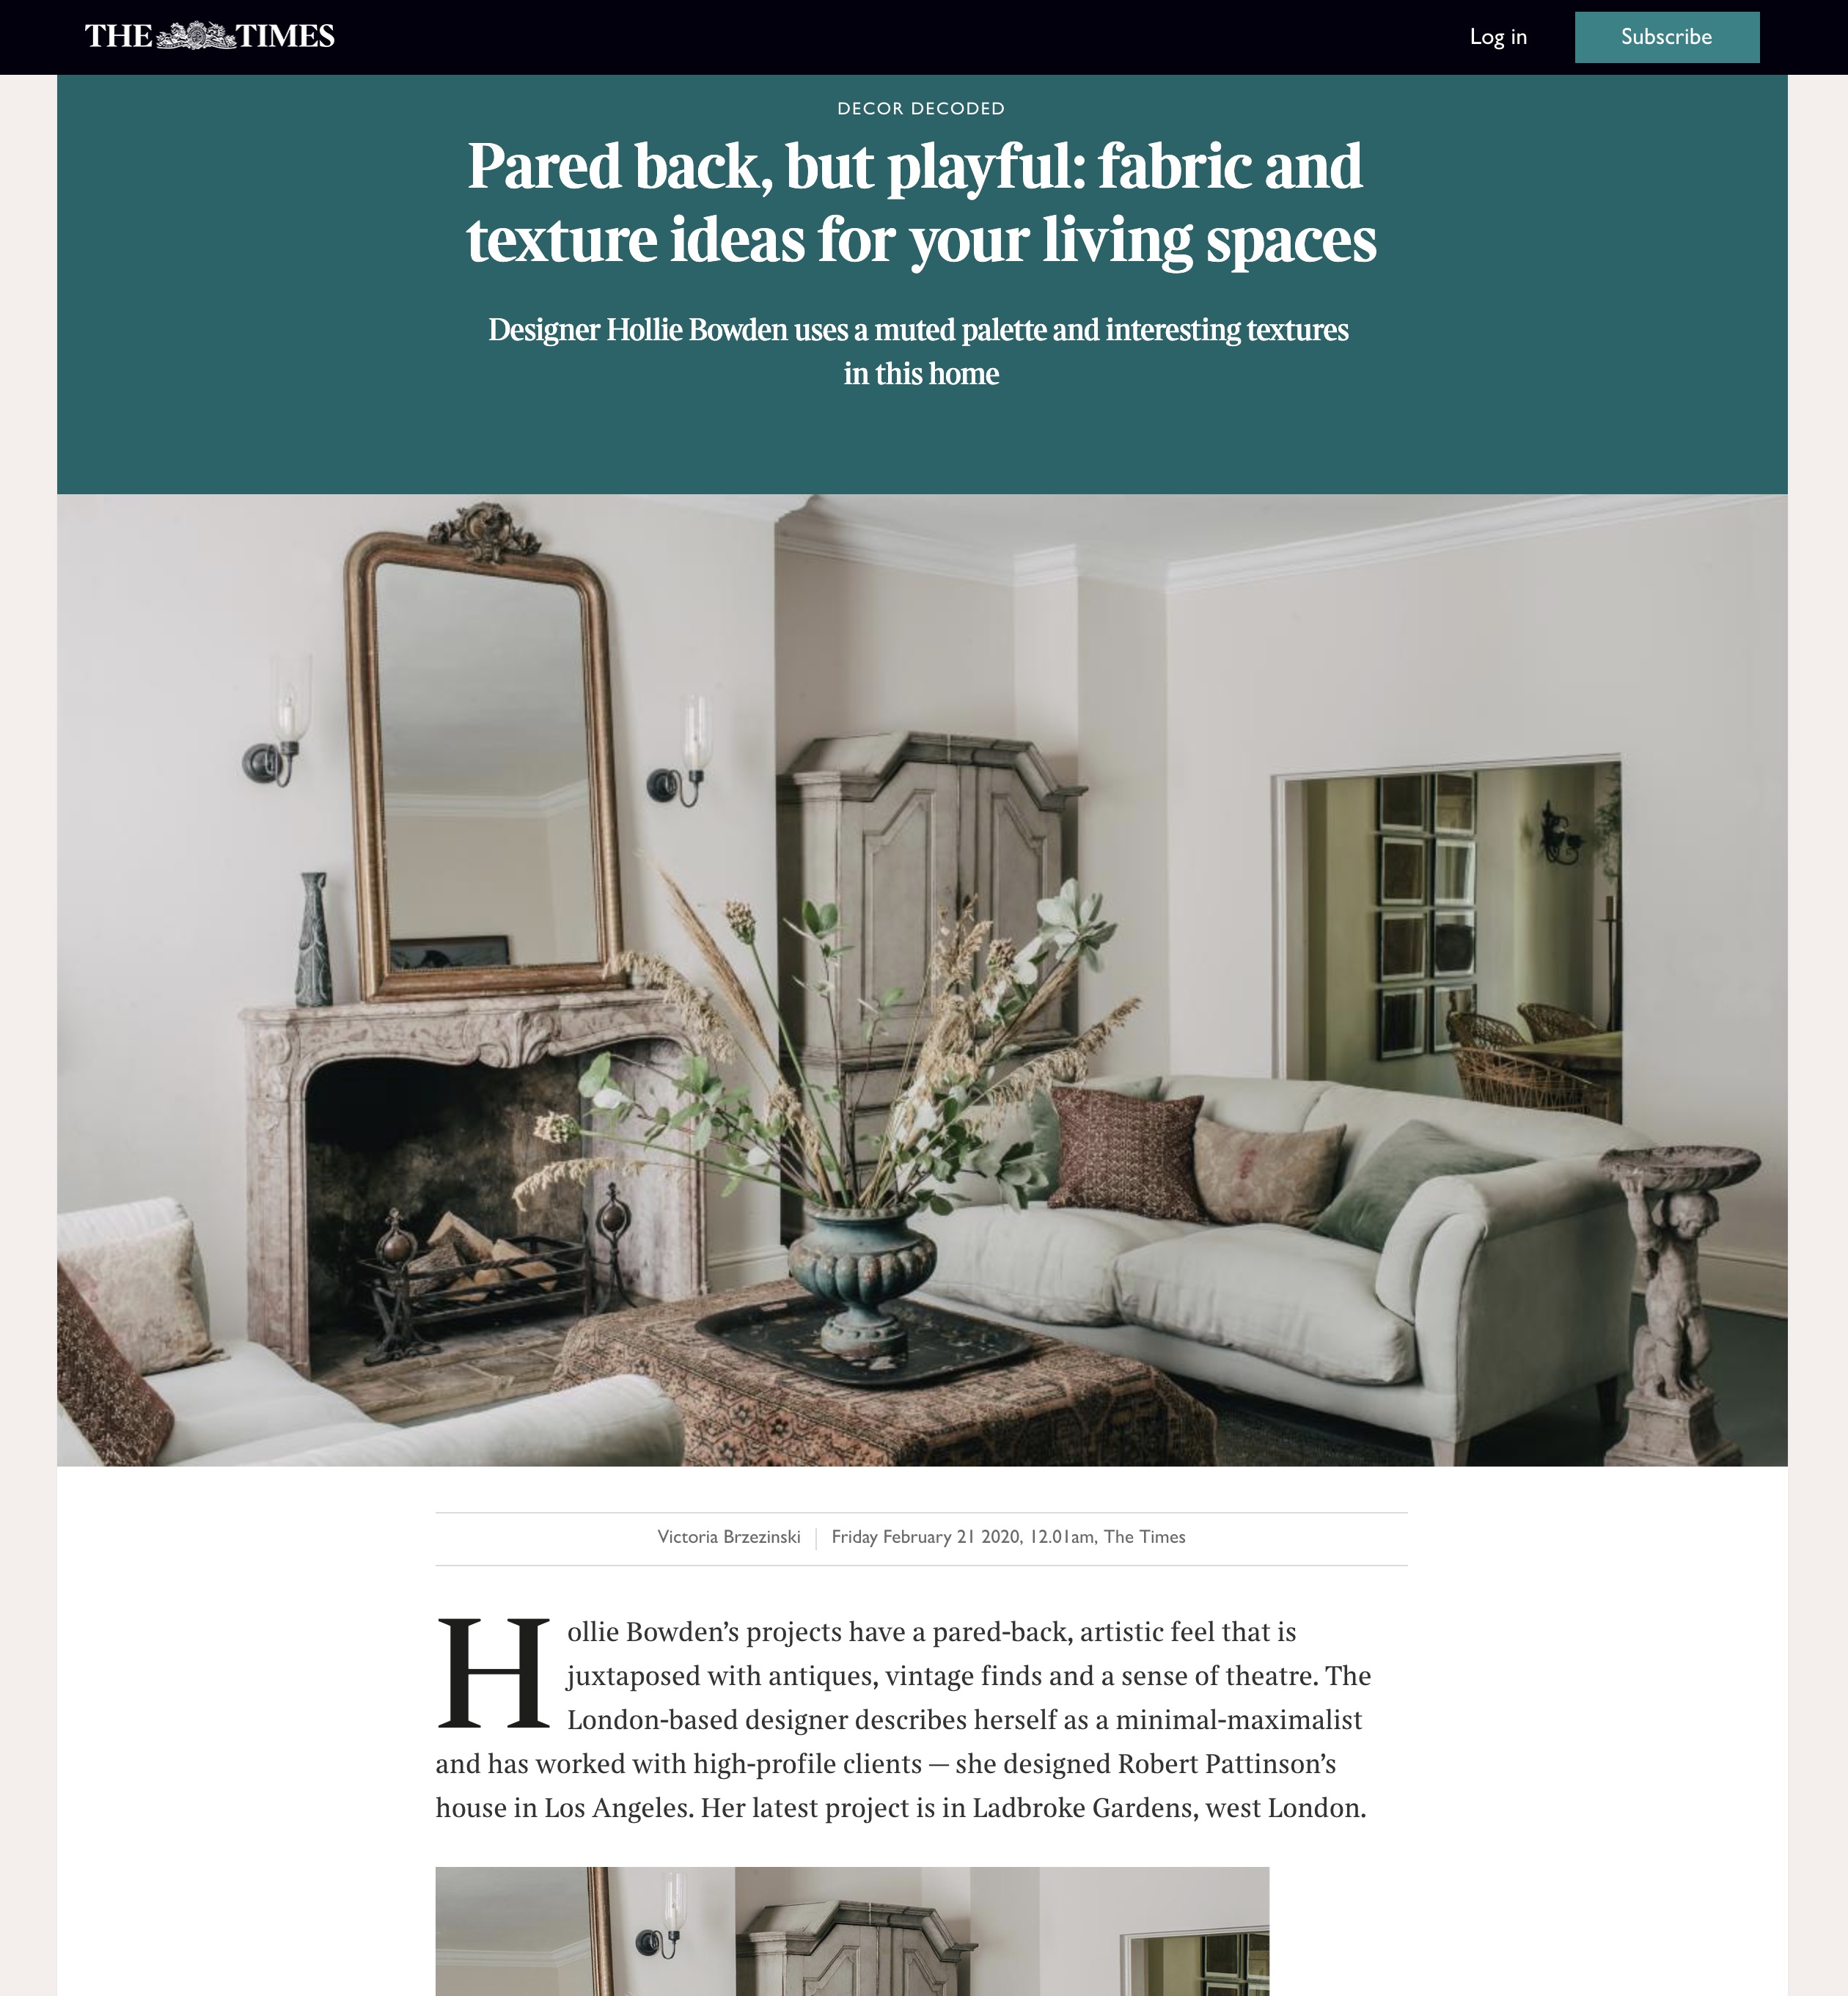 THE TIMES
Log in
Subscribe
DECOR DECODED
Pared back, but playful: fabric and
texture ideas for your living spaces
Designer Hollie Bowden uses a muted palette and interesting textures
in this home
Victoria Brzezinski | Friday February 21 2020, 12.01am, The Times
Hollie Bowden’s projects have a pared-back, artistic feel that is
juxtaposed with antiques, vintage finds and a sense of theatre. The
London-based designer describes herself as a minimal-maximalist
and has worked with high-profile clients — she designed Robert Pattinson’s
house in Los Angeles. Her latest project is in Ladbroke Gardens, west London.